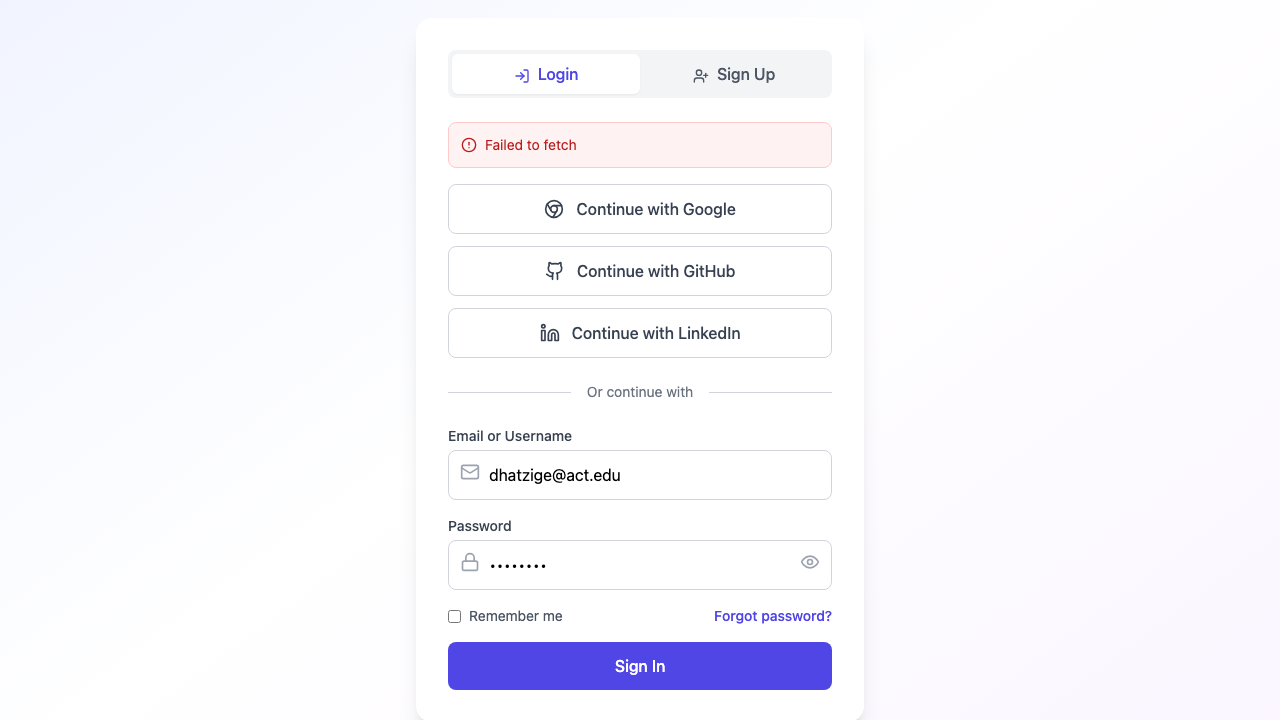 Login
Sign Up
Failed to fetch
Continue with Google
Continue with GitHub
Continue with LinkedIn
Or continue with
Email or Username
dhatzige@act.edu
Password
••••••••
Remember me
Forgot password?
Sign In